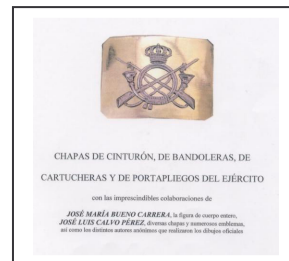 CHAPAS DE CINTURÓN, DE BANDOLERAS, DE
CARTUCHERAS Y DE PORTAPLIEGOS DEL EJÉRCITO
con las imprescindibles colaboraciones de
JOSÉ MARÍA BUENO CARRERA, la figura de cuerpo entero,
JOSÉ LUIS CALVO PÉREZ, diversas chapas y numerosos emblemas,
así como los distintos autores anónimos que realizaron los dibujos oficiales